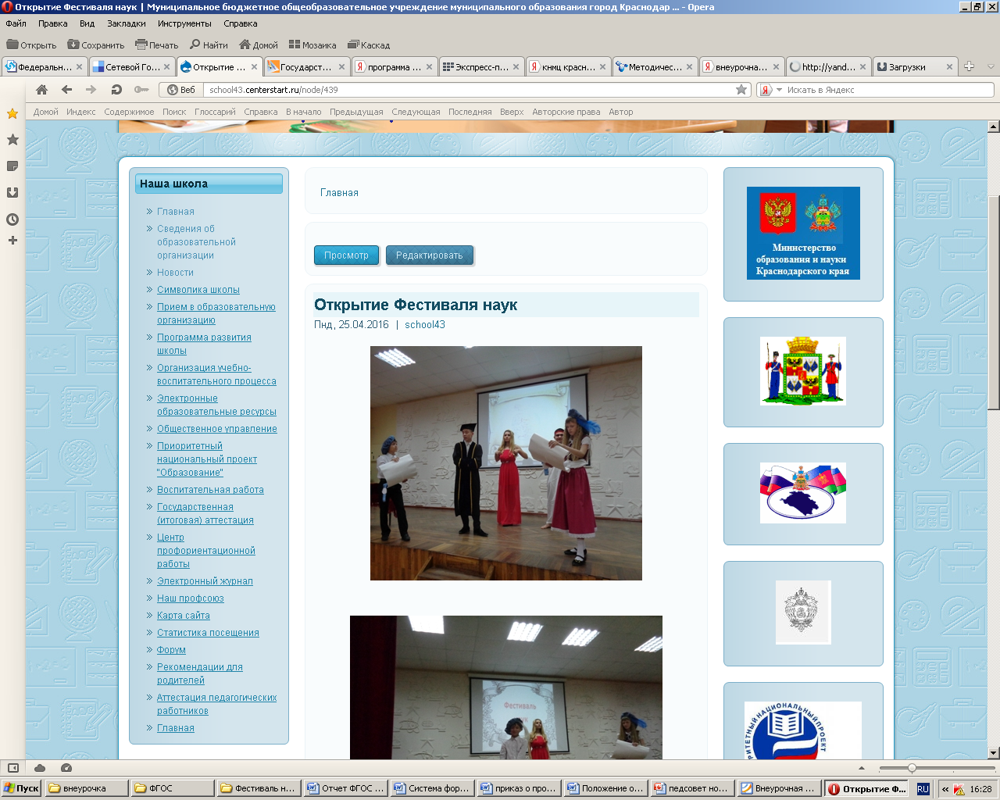 Открытие Фестиваля наук | Муниципальное бюджетное общеобразовательное учреждение муниципального образования город Краснодар ... - Opera
Файл Правка Вид Закладки Инструменты Справка
Открыть Сохранить Печать Найти Домой Мозаика Каскад
Федеральн... Сетевой Го... Открытие ... Государст... программа ... Экспресс-п... кнмц красн... Методичес... внеурочна... http://yand... Загрузки
Веб school43.centerstart.ru/node/439 Искать в Яндекс
Домой Индекс Содержимое Поиск Глоссарий Справка В начало Предыдущая Следующая Последняя Вверх Авторские права Автор
Наша школа
Главная
Сведения об
образовательной
организации
Новости
Символика школы
Прием в образовательную
организацию
Программа развития
школы
Организация учебно-
воспитательного процесса
Электронные
образовательные ресурсы
Общественное управление
Приоритетный
национальный проект
"Образование"
Воспитательная работа
Государственная
(итоговая) аттестация
Центр
профориентационной
работы
Электронный журнал
Наш профсоюз
Карта сайта
Статистика посещения
Форум
Рекомендации для
родителей
Аттестация педагогических
работников
Главная
Главная
Просмотр Редактировать
Открытие Фестиваля наук
Пнд, 25.04.2016 | school43
Фестиваль
Министерство
образования и науки
Краснодарского края
РИТЕТНЫЙ НАЦИОНАЛЬНЫЙ ПРОЕКТ
Пуск внеурочка ФГОС Фестиваль н... Отчет ФГОС ... Система фор... приказ о про... Положение о... педсовет но... Внеурочная ... Открытие Ф... RU 16:28